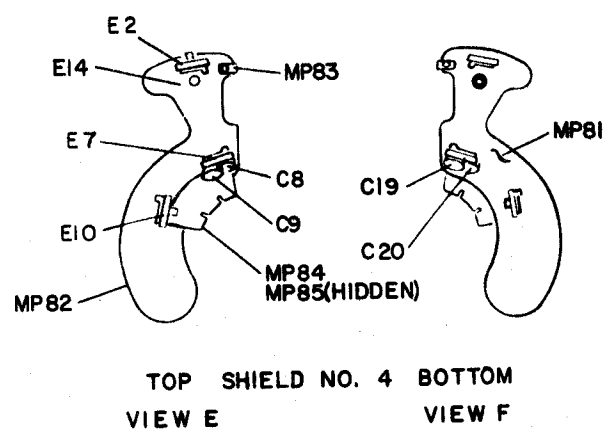 E2
E14
MP83
E7
C8
C9
E10
MP84
MP85(HIDDEN)
MP82
MP81
C19
C20
TOP SHIELD NO. 4 BOTTOM
VIEW E
VIEW F